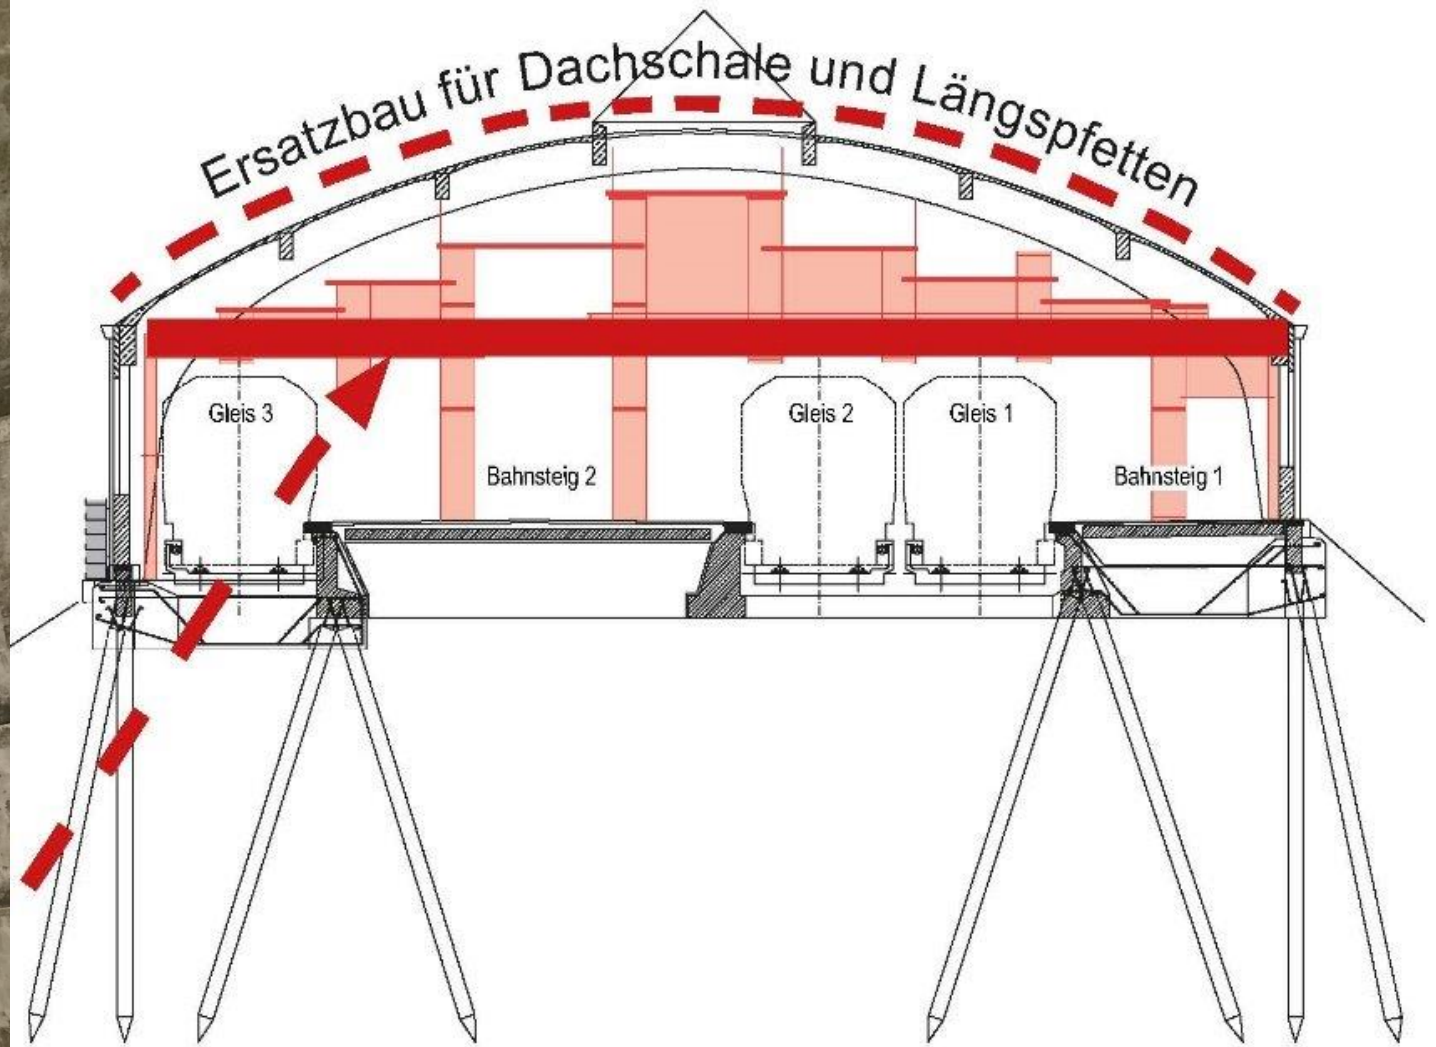 Ersatzbau für Dachschale und Längspfetten
Gleis 3
Gleis 2
Gleis 1
Bahnsteig 2
Bahnsteig 1